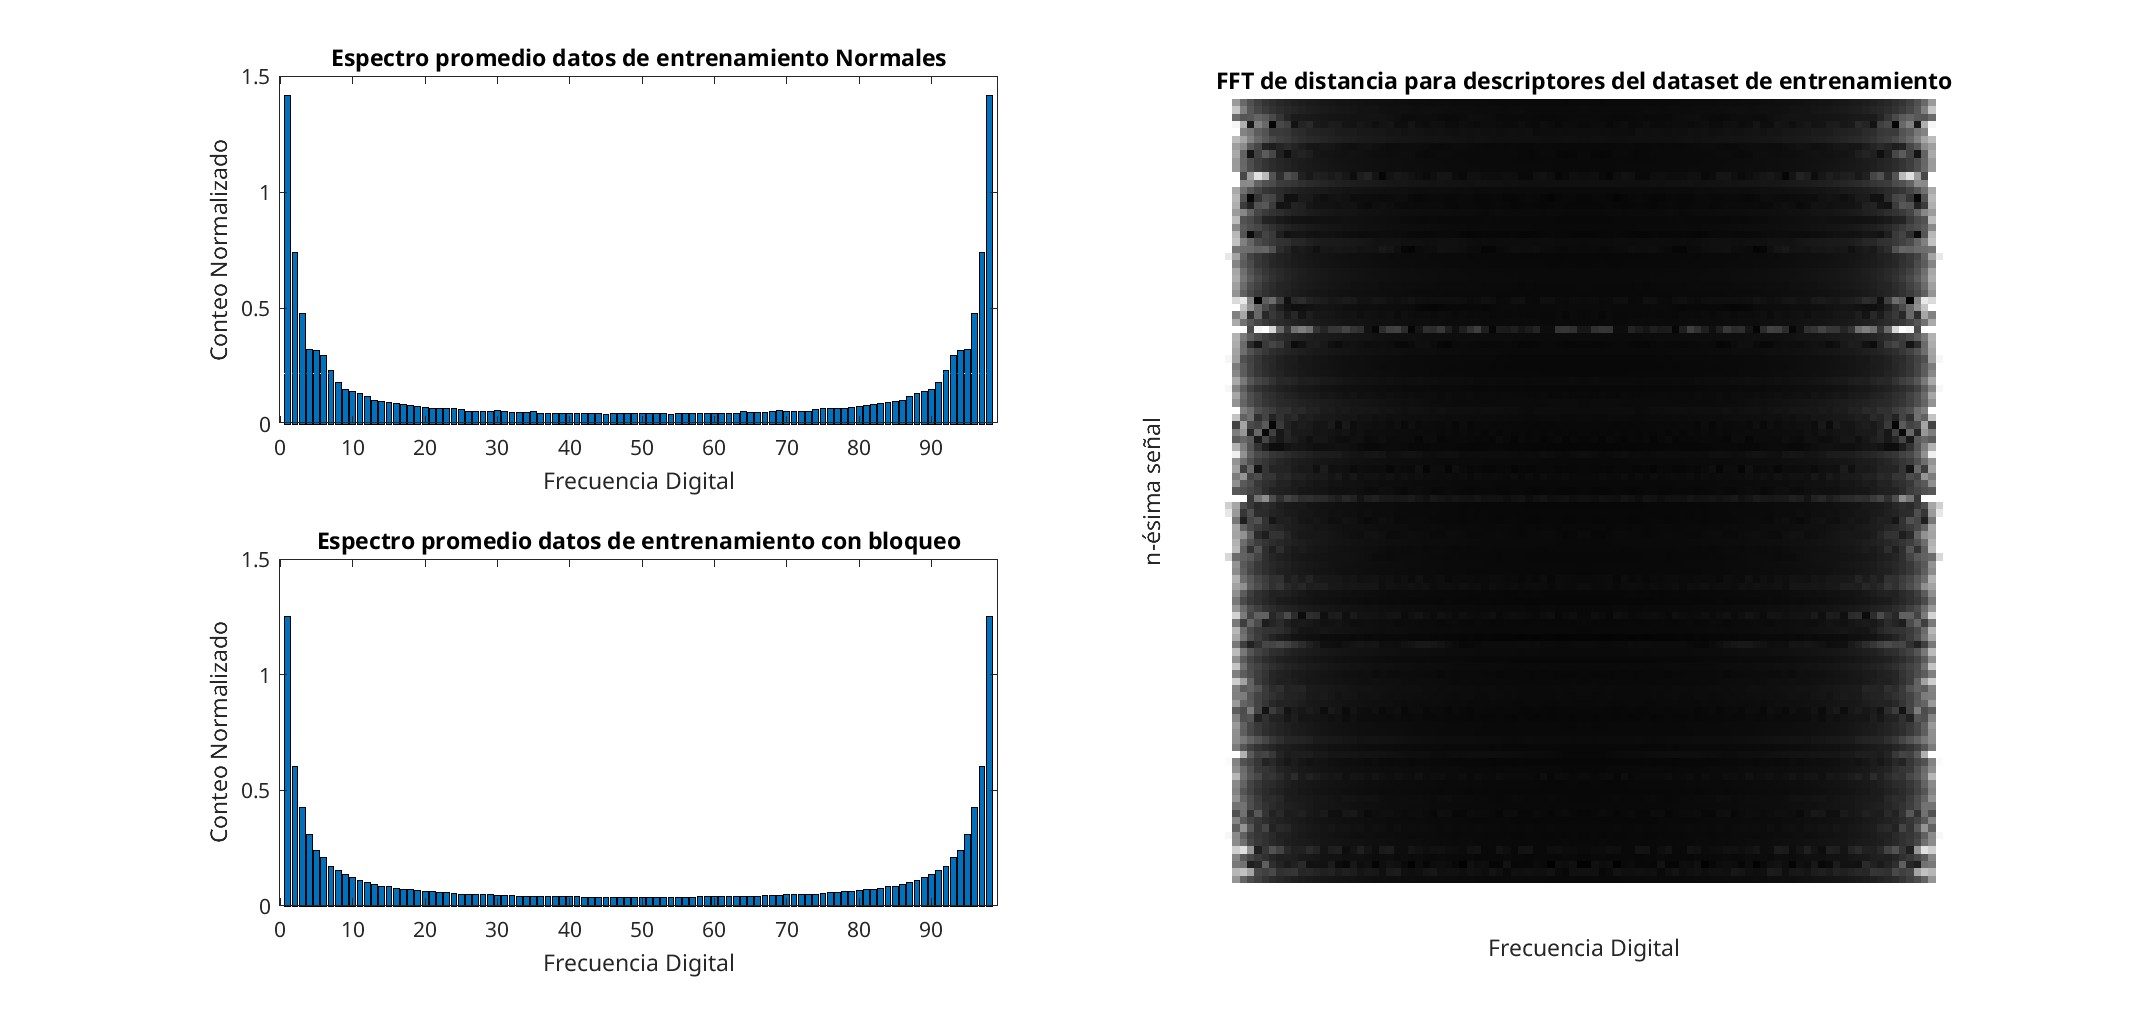 Espectro promedio datos de entrenamiento Normales
1.5
1
0.5
0
Conteo Normalizado
0 10 20 30 40 50 60 70 80 90
Frecuencia Digital
Espectro promedio datos de entrenamiento con bloqueo
1.5
1
0.5
0
Conteo Normalizado
0 10 20 30 40 50 60 70 80 90
Frecuencia Digital
FFT de distancia para descriptores del dataset de entrenamiento
n-ésima señal
Frecuencia Digital